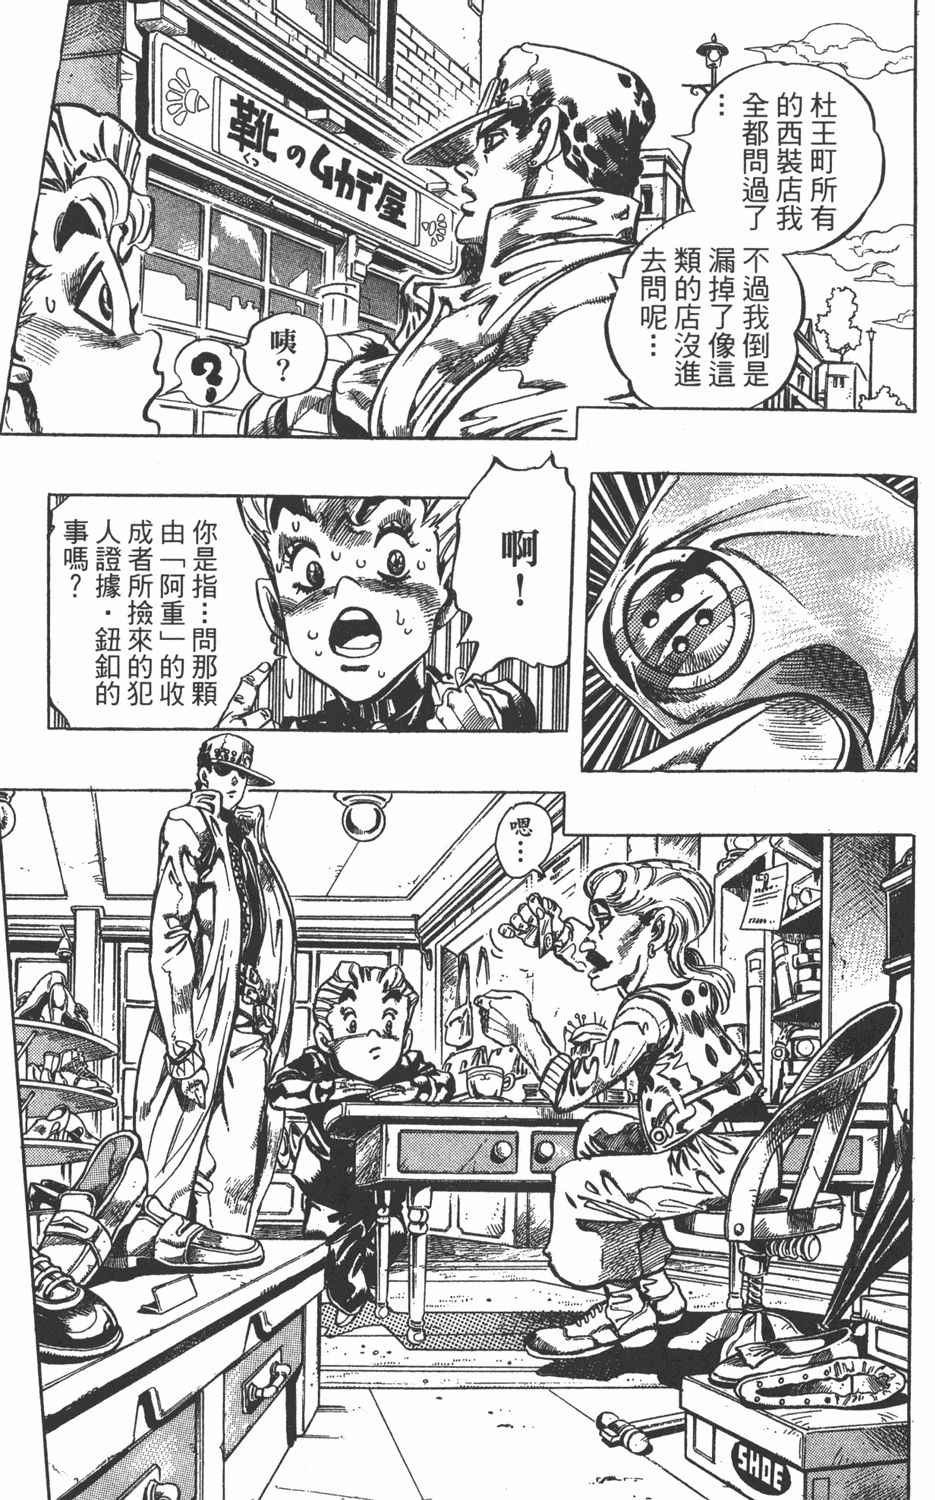 杜王町所有
的西裝店我
全都問過了
…
不過我倒是
漏掉了像這
類的店沒進
去問呢…
靴のムカデ屋
くつ
咦？
？
啊！
你是指…問那顆
由「阿重」的收
成者所撿來的犯
人證據．鈕釦的
事嗎？
嗯…
SHOE